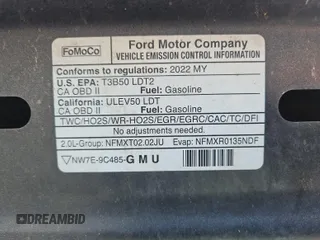 FoMoCo
Ford Motor Company
VEHICLE EMISSION CONTROL INFORMATION
Conforms to regulations: 2022 MY
U.S. EPA: T3B50 LDT2
CA OBD II Fuel: Gasoline
California: ULEV50 LDT
CA OBD II Fuel: Gasoline
TWC/HO2S/WR-HO2S/EGR/EGRC/CAC/TC/DFI
No adjustments needed.
2.0L-Group: NFMXT02.02JU Evap: NFMXR0135NDF
NW7E-9C485-GMU
DREAMBID